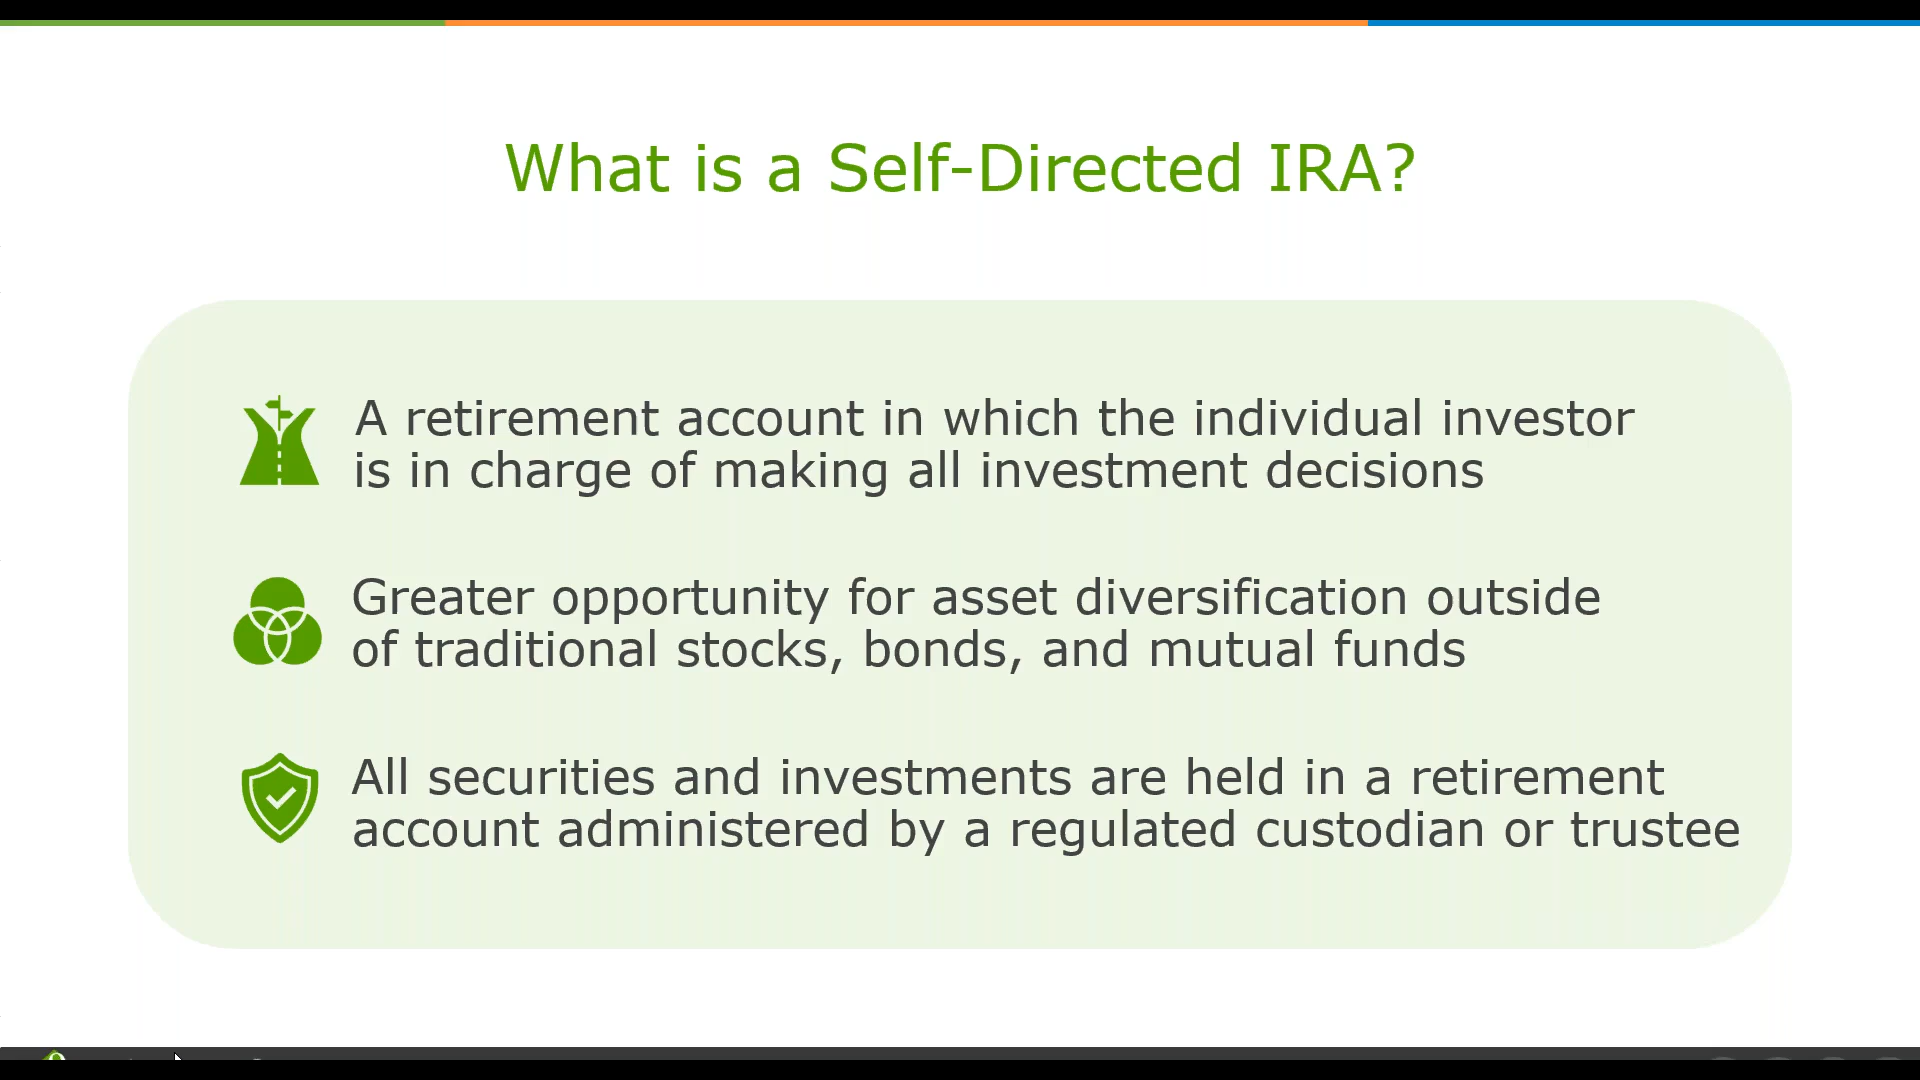 What is a Self-Directed IRA?
A retirement account in which the individual investor
is in charge of making all investment decisions
Greater opportunity for asset diversification outside
of traditional stocks, bonds, and mutual funds
All securities and investments are held in a retirement
account administered by a regulated custodian or trustee